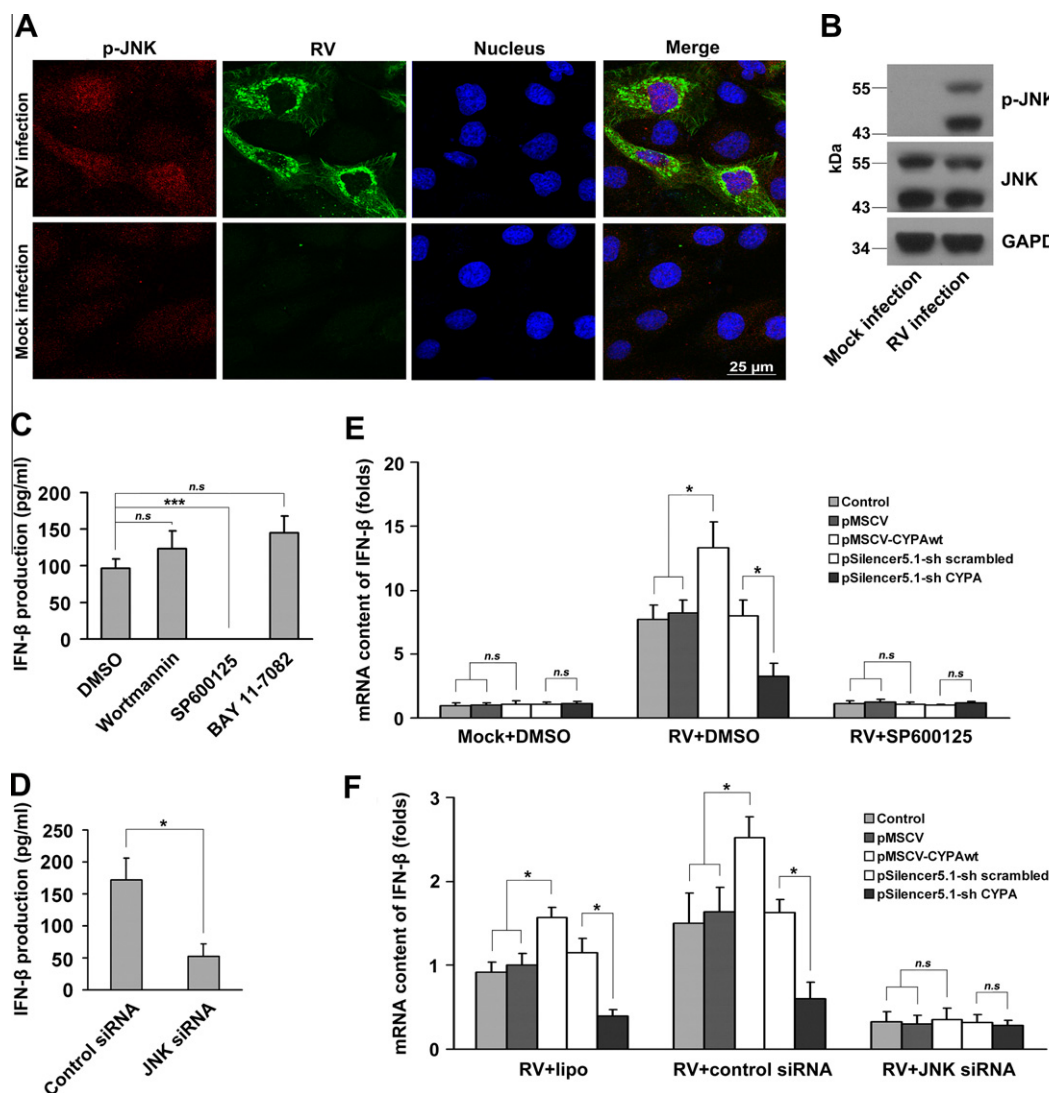 A
p-JNK
RV
Nucleus
Merge
RV infection
Mock infection
25 µm
B
kDa
55
43
p-JNK
55
43
JNK
34
GAPD
Mock infection
RV infection
C
IFN-β production (pg/ml)
200
150
100
50
0
n.s
***
n.s
DMSO
Wortmannin
SP600125
BAY 11-7082
D
IFN-β production (pg/ml)
250
200
150
100
50
00
*
Control siRNA
JNK siRNA
E
mRNA content of IFN-β (folds)
20
15
10
5
0
n.s
n.s
*
*
n.s
n.s
Control
pMSCV
pMSCV-CYPAwt
pSilencer5.1-sh scrambled
pSilencer5.1-sh CYPA
Mock+DMSO
RV+DMSO
RV+SP600125
F
mRNA content of IFN-β (folds)
3
2
1
0
*
*
*
*
n.s
n.s
Control
pMSCV
pMSCV-CYPAwt
pSilencer5.1-sh scrambled
pSilencer5.1-sh CYPA
RV+lipo
RV+control siRNA
RV+JNK siRNA